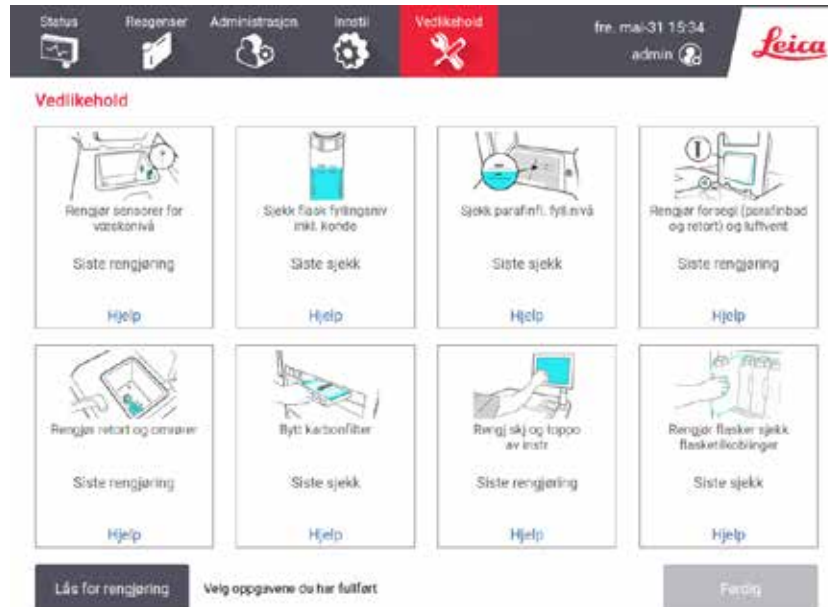 Status Reagenser Administrasjon Innstil Vedlikehold fre. mai-31 15:34
admin
Leica
Vedlikehold
Rengjør sensorer for
væskenivå
Siste rengjøring
Hjelp
Sjekk flask fyllingsniv
inkl. konde
Siste sjekk
Hjelp
Sjekk parafinfl. fyll.nivå
Siste sjekk
Hjelp
Rengjør forsegl (parafinbad
og retort) og luftvent
Siste rengjøring
Hjelp
Rengjør retort og omrører
Siste rengjøring
Hjelp
Bytt karbonfilter
Siste sjekk
Hjelp
Rengj skj og toppo
av instr
Siste rengjøring
Hjelp
Rengjør flasker sjekk
flasketilkoblinger
Siste sjekk
Hjelp
Lås for rengjøring Velg oppgavene du har fullført Ferdig